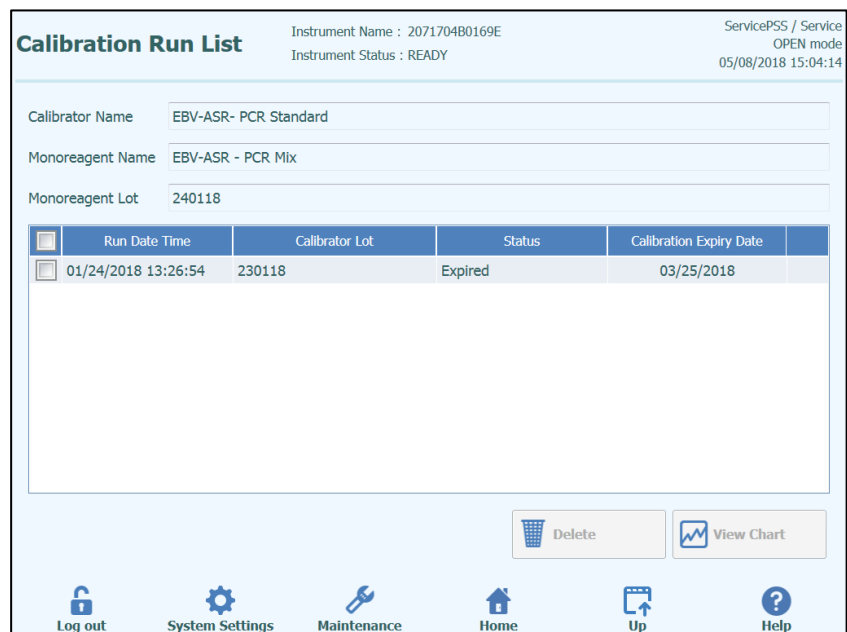 Calibration Run List
Instrument Name : 2071704B0169E
Instrument Status : READY
ServicePSS / Service
OPEN mode
05/08/2018 15:04:14
Calibrator Name EBV-ASR- PCR Standard
Monoreagent Name EBV-ASR - PCR Mix
Monoreagent Lot 240118
Run Date Time Calibrator Lot Status Calibration Expiry Date
01/24/2018 13:26:54 230118 Expired 03/25/2018
Delete View Chart
Log out System Settings Maintenance Home Up Help